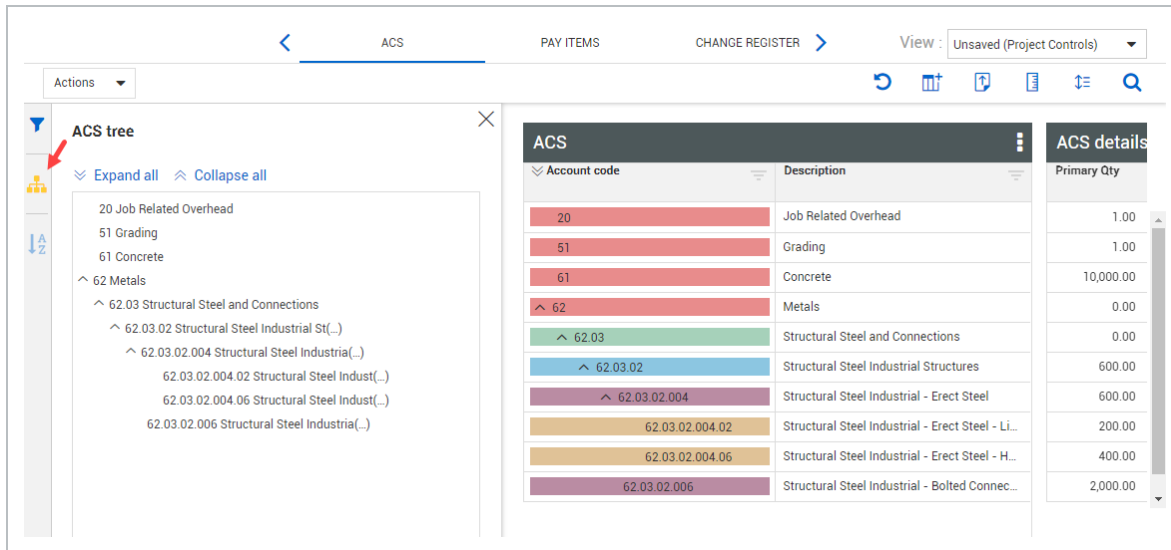 ACS PAY ITEMS CHANGE REGISTER View : Unsaved (Project Controls)
Actions
ACS tree
Expand all Collapse all
20 Job Related Overhead
51 Grading
61 Concrete
62 Metals
62.03 Structural Steel and Connections
62.03.02 Structural Steel Industrial St(...)
62.03.02.004 Structural Steel Industria(...)
62.03.02.004.02 Structural Steel Indust(...)
62.03.02.004.06 Structural Steel Indust(...)
62.03.02.006 Structural Steel Industria(...)
A
Z
ACS ACS details
Account code Description Primary Qty
20 Job Related Overhead 1.00
51 Grading 1.00
61 Concrete 10,000.00
62 Metals 0.00
62.03 Structural Steel and Connections 0.00
62.03.02 Structural Steel Industrial Structures 600.00
62.03.02.004 Structural Steel Industrial - Erect Steel 600.00
62.03.02.004.02 Structural Steel Industrial - Erect Steel - Li... 200.00
62.03.02.004.06 Structural Steel Industrial - Erect Steel - H... 400.00
62.03.02.006 Structural Steel Industrial - Bolted Connec... 2,000.00